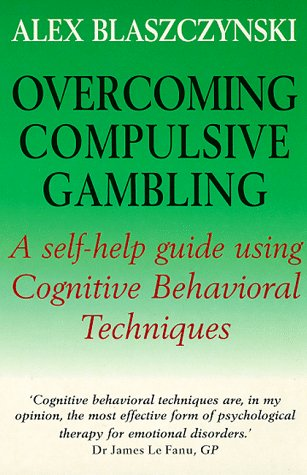 ALEX BLASZCZYNSKI
OVERCOMING
COMPULSIVE
GAMBLING
A self-help guide using
Cognitive Behavioral
Techniques
‘Cognitive behavioral techniques are, in my
opinion, the most effective form of psychological
therapy for emotional disorders.’
Dr James Le Fanu, GP